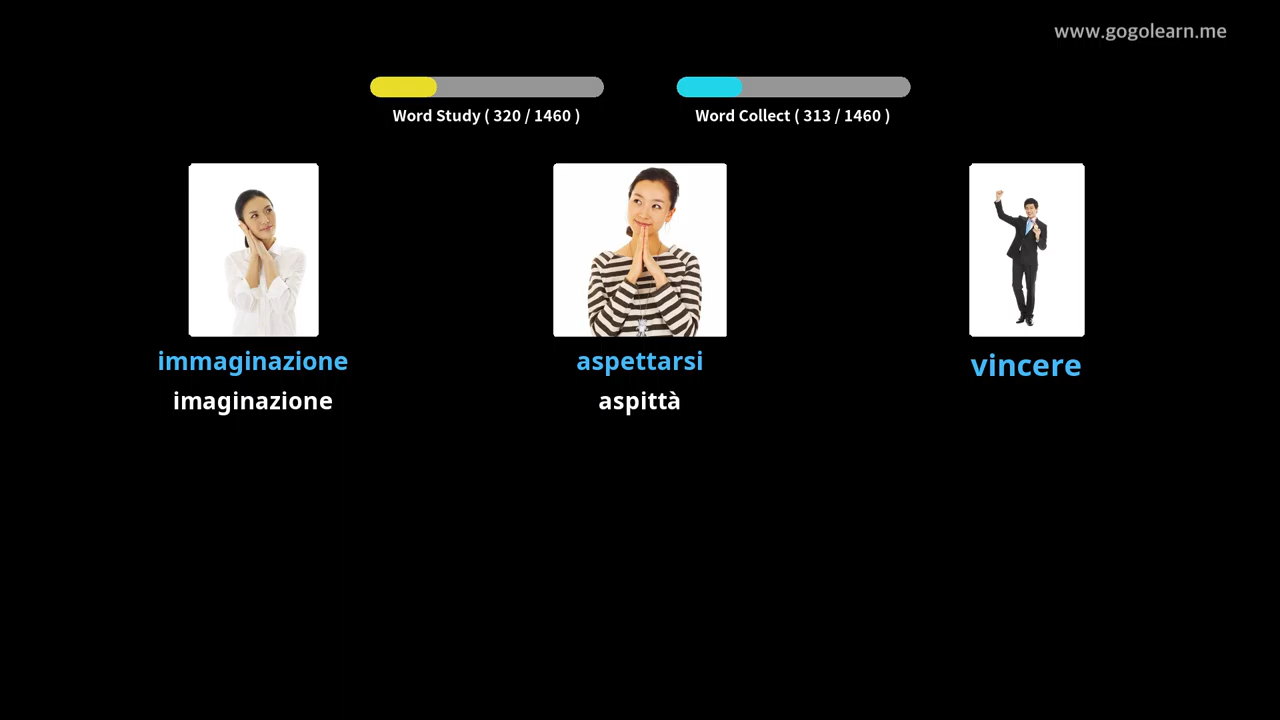 www.gogolearn.me
Word Study ( 320 / 1460 )
Word Collect ( 313 / 1460 )
immaginazione
aspettarsi
vincere
imaginazione
aspittà